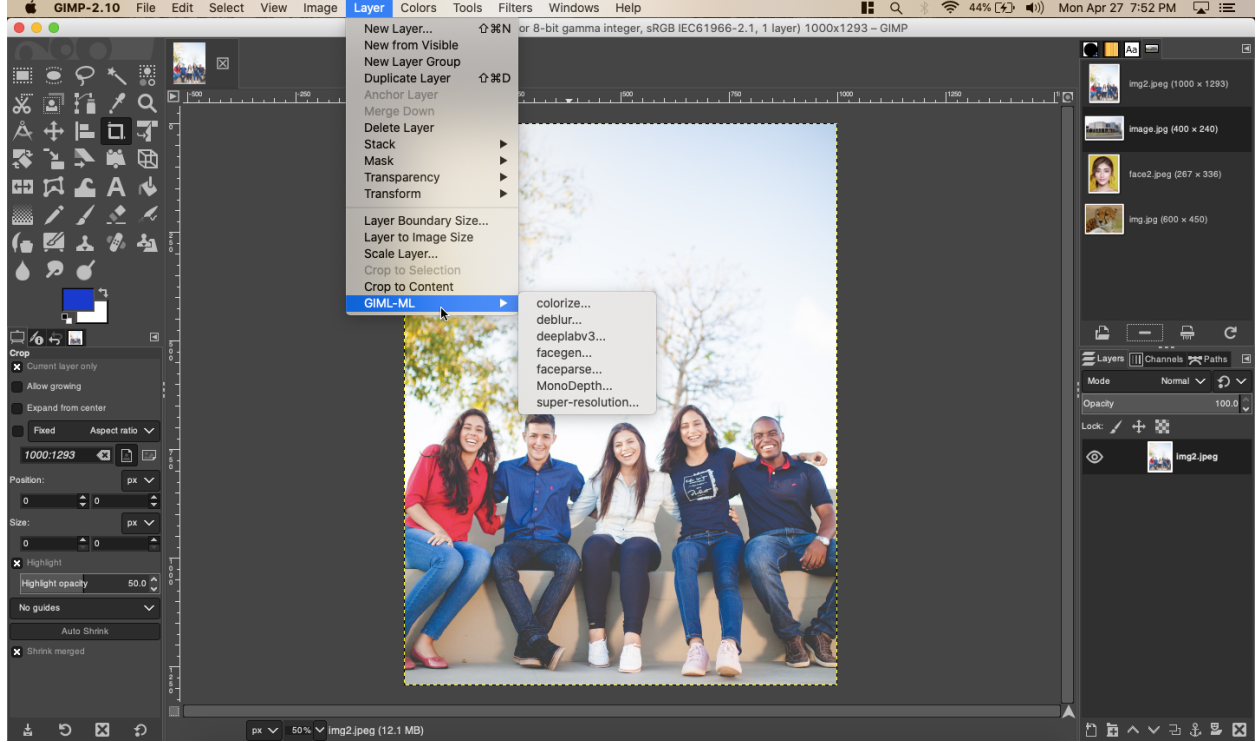 GIMP-2.10 File Edit Select View Image Layer Colors Tools Filters Windows Help 44% Mon Apr 27 7:52 PM
or 8-bit gamma integer, sRGB IEC61966-2.1, 1 layer) 1000x1293 – GIMP
New Layer... ⇧⌘N
New from Visible
New Layer Group
Duplicate Layer ⇧⌘D
Anchor Layer
Merge Down
Delete Layer
Stack
Mask
Transparency
Transform
Layer Boundary Size...
Layer to Image Size
Scale Layer...
Crop to Selection
Crop to Content
GIML-ML
colorize...
deblur...
deeplabv3...
facegen...
faceparse...
MonoDepth...
super-resolution...
-500 -250 500 750 1000 1250
0
250
500
750
1000
1250
Crop
Current layer only
Allow growing
Expand from center
Fixed Aspect ratio
1000:1293
Position: px
0 0
Size: px
0 0
Highlight
Highlight opacity 50.0
No guides
Auto Shrink
Shrink merged
px 50% img2.jpeg (12.1 MB)
Aa
img2.jpeg (1000 × 1293)
image.jpg (400 × 240)
face2.jpeg (267 × 336)
img.jpg (600 × 450)
Layers Channels Paths
Mode Normal
Opacity 100.0
Lock:
img2.jpeg